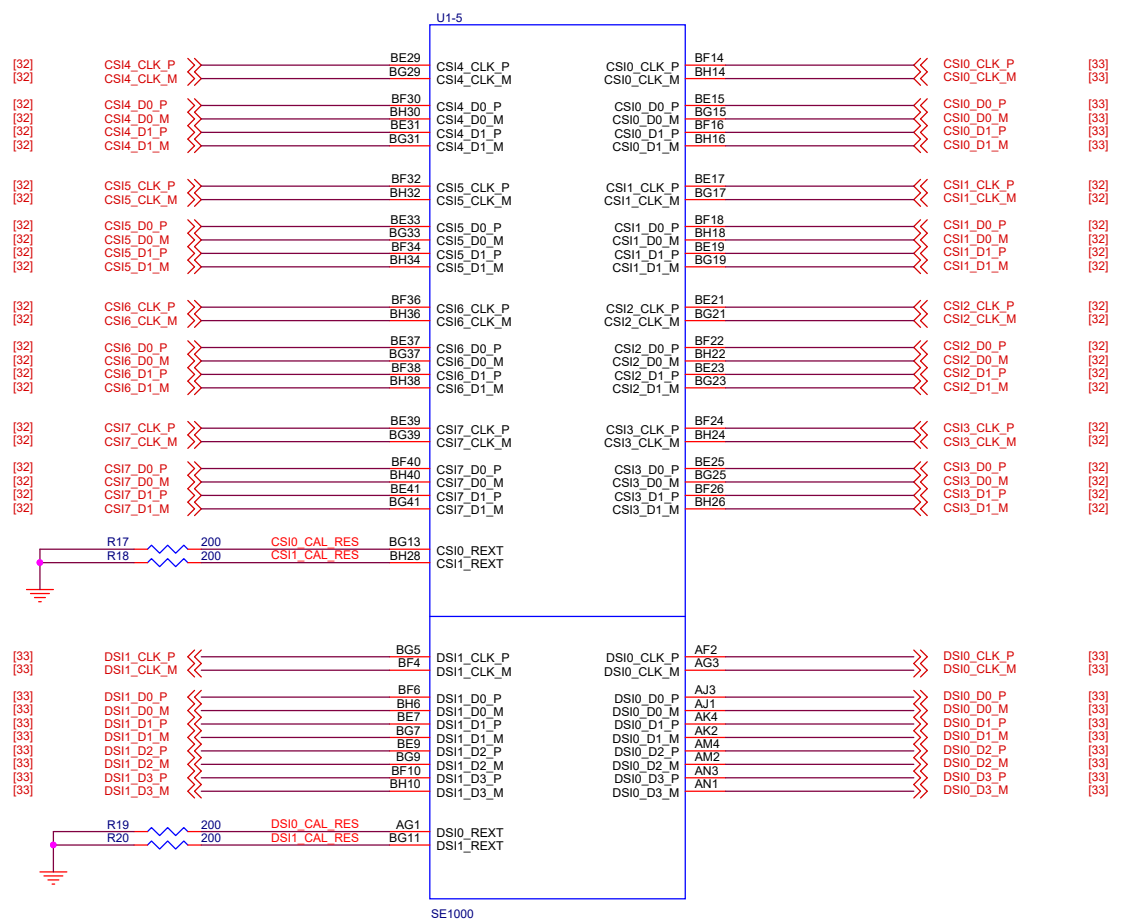 U1-5
[32] CSI4_CLK_P BE29 CSI4_CLK_P CSI0_CLK_P BF14 CSI0_CLK_P [33]
[32] CSI4_CLK_M BG29 CSI4_CLK_M CSI0_CLK_M BH14 CSI0_CLK_M [33]
[32] CSI4_D0_P BF30 CSI4_D0_P CSI0_D0_P BE15 CSI0_D0_P [33]
[32] CSI4_D0_M BH30 CSI4_D0_M CSI0_D0_M BG15 CSI0_D0_M [33]
[32] CSI4_D1_P BE31 CSI4_D1_P CSI0_D1_P BF16 CSI0_D1_P [33]
[32] CSI4_D1_M BG31 CSI4_D1_M CSI0_D1_M BH16 CSI0_D1_M [33]
[32] CSI5_CLK_P BF32 CSI5_CLK_P CSI1_CLK_P BE17 CSI1_CLK_P [32]
[32] CSI5_CLK_M BH32 CSI5_CLK_M CSI1_CLK_M BG17 CSI1_CLK_M [32]
[32] CSI5_D0_P BE33 CSI5_D0_P CSI1_D0_P BF18 CSI1_D0_P [32]
[32] CSI5_D0_M BG33 CSI5_D0_M CSI1_D0_M BH18 CSI1_D0_M [32]
[32] CSI5_D1_P BF34 CSI5_D1_P CSI1_D1_P BE19 CSI1_D1_P [32]
[32] CSI5_D1_M BH34 CSI5_D1_M CSI1_D1_M BG19 CSI1_D1_M [32]
[32] CSI6_CLK_P BF36 CSI6_CLK_P CSI2_CLK_P BE21 CSI2_CLK_P [32]
[32] CSI6_CLK_M BH36 CSI6_CLK_M CSI2_CLK_M BG21 CSI2_CLK_M [32]
[32] CSI6_D0_P BE37 CSI6_D0_P CSI2_D0_P BF22 CSI2_D0_P [32]
[32] CSI6_D0_M BG37 CSI6_D0_M CSI2_D0_M BH22 CSI2_D0_M [32]
[32] CSI6_D1_P BF38 CSI6_D1_P CSI2_D1_P BE23 CSI2_D1_P [32]
[32] CSI6_D1_M BH38 CSI6_D1_M CSI2_D1_M BG23 CSI2_D1_M [32]
[32] CSI7_CLK_P BE39 CSI7_CLK_P CSI3_CLK_P BF24 CSI3_CLK_P [32]
[32] CSI7_CLK_M BG39 CSI7_CLK_M CSI3_CLK_M BH24 CSI3_CLK_M [32]
[32] CSI7_D0_P BF40 CSI7_D0_P CSI3_D0_P BE25 CSI3_D0_P [32]
[32] CSI7_D0_M BH40 CSI7_D0_M CSI3_D0_M BG25 CSI3_D0_M [32]
[32] CSI7_D1_P BE41 CSI7_D1_P CSI3_D1_P BF26 CSI3_D1_P [32]
[32] CSI7_D1_M BG41 CSI7_D1_M CSI3_D1_M BH26 CSI3_D1_M [32]
R17 200 CSI0_CAL_RES BG13 CSI0_REXT
R18 200 CSI1_CAL_RES BH28 CSI1_REXT
[33] DSI1_CLK_P BG5 DSI1_CLK_P DSI0_CLK_P AF2 DSI0_CLK_P [33]
[33] DSI1_CLK_M BF4 DSI1_CLK_M DSI0_CLK_M AG3 DSI0_CLK_M [33]
[33] DSI1_D0_P BF6 DSI1_D0_P DSI0_D0_P AJ3 DSI0_D0_P [33]
[33] DSI1_D0_M BH6 DSI1_D0_M DSI0_D0_M AJ1 DSI0_D0_M [33]
[33] DSI1_D1_P BE7 DSI1_D1_P DSI0_D1_P AK4 DSI0_D1_P [33]
[33] DSI1_D1_M BG7 DSI1_D1_M DSI0_D1_M AK2 DSI0_D1_M [33]
[33] DSI1_D2_P BE9 DSI1_D2_P DSI0_D2_P AM4 DSI0_D2_P [33]
[33] DSI1_D2_M BG9 DSI1_D2_M DSI0_D2_M AM2 DSI0_D2_M [33]
[33] DSI1_D3_P BF10 DSI1_D3_P DSI0_D3_P AN3 DSI0_D3_P [33]
[33] DSI1_D3_M BH10 DSI1_D3_M DSI0_D3_M AN1 DSI0_D3_M [33]
R19 200 DSI0_CAL_RES AG1 DSI0_REXT
R20 200 DSI1_CAL_RES BG11 DSI1_REXT
SE1000